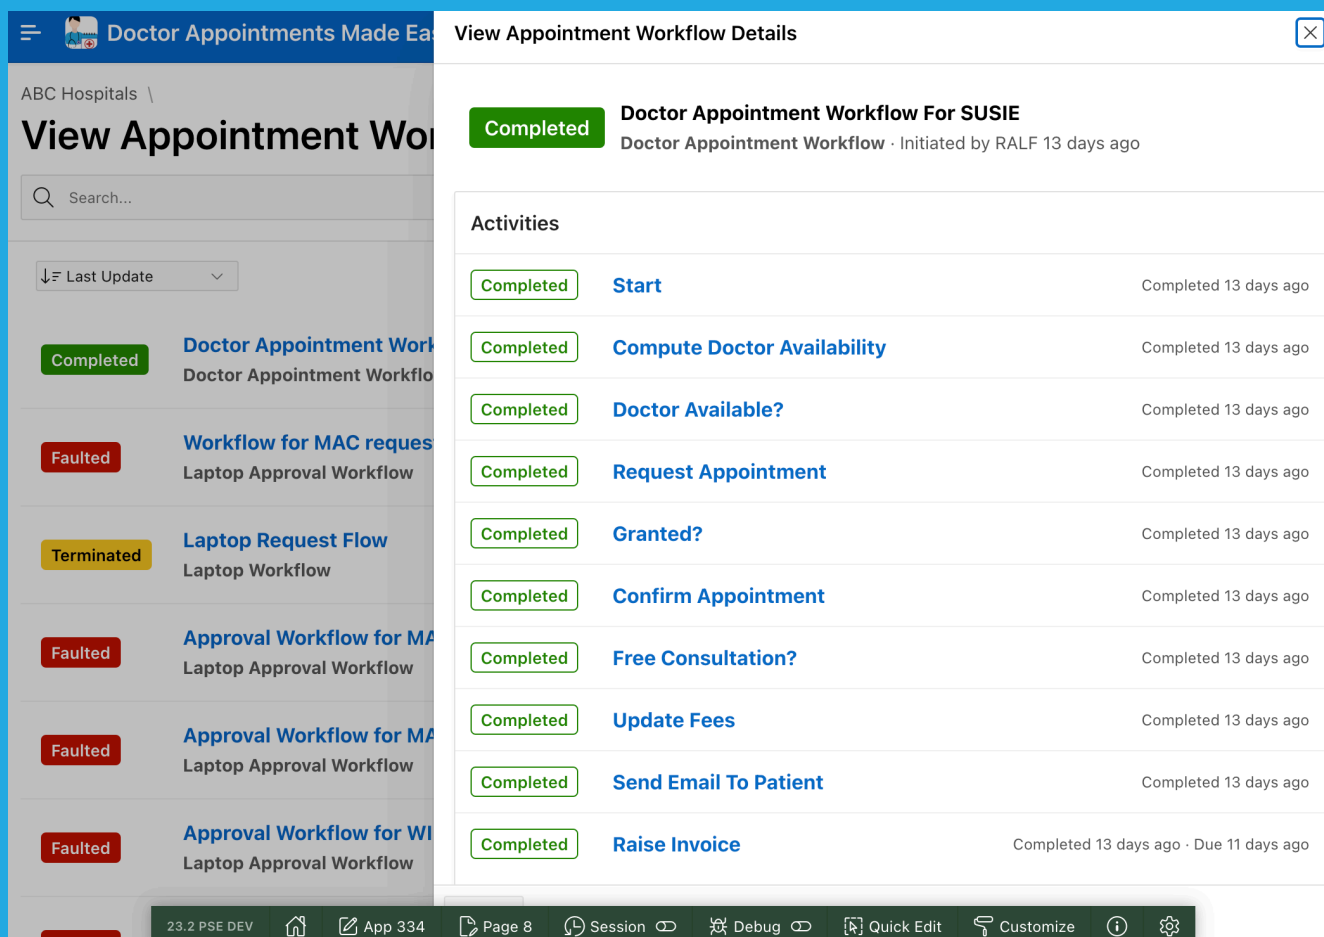 Doctor Appointments Made Eas
ABC Hospitals \
View Appointment Wor
Search...
Last Update
Completed
Doctor Appointment Work
Doctor Appointment Workflo
Faulted
Workflow for MAC reques
Laptop Approval Workflow
Terminated
Laptop Request Flow
Laptop Workflow
Faulted
Approval Workflow for MA
Laptop Approval Workflow
Faulted
Approval Workflow for MA
Laptop Approval Workflow
Faulted
Approval Workflow for WI
Laptop Approval Workflow
View Appointment Workflow Details
Completed
Doctor Appointment Workflow For SUSIE
Doctor Appointment Workflow · Initiated by RALF 13 days ago
Activities
Completed Start Completed 13 days ago
Completed Compute Doctor Availability Completed 13 days ago
Completed Doctor Available? Completed 13 days ago
Completed Request Appointment Completed 13 days ago
Completed Granted? Completed 13 days ago
Completed Confirm Appointment Completed 13 days ago
Completed Free Consultation? Completed 13 days ago
Completed Update Fees Completed 13 days ago
Completed Send Email To Patient Completed 13 days ago
Completed Raise Invoice Completed 13 days ago · Due 11 days ago
23.2 PSE DEV App 334 Page 8 Session Debug Quick Edit Customize